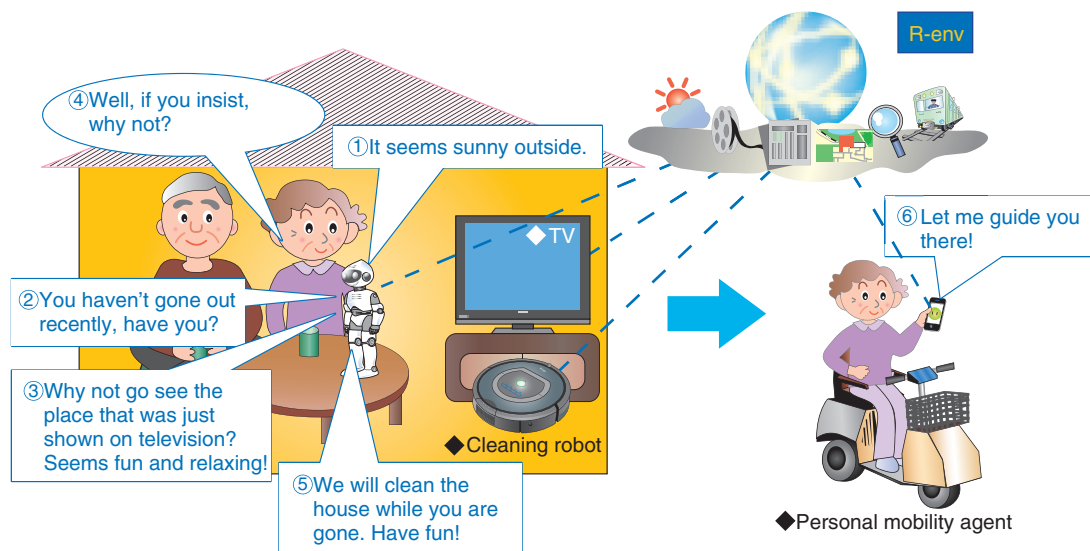 R-env
④Well, if you insist,
why not?
①It seems sunny outside.
◆TV
⑥Let me guide you
there!
②You haven't gone out
recently, have you?
③Why not go see the
place that was just
shown on television?
Seems fun and relaxing!
◆Cleaning robot
⑤We will clean the
house while you are
gone. Have fun!
◆Personal mobility agent